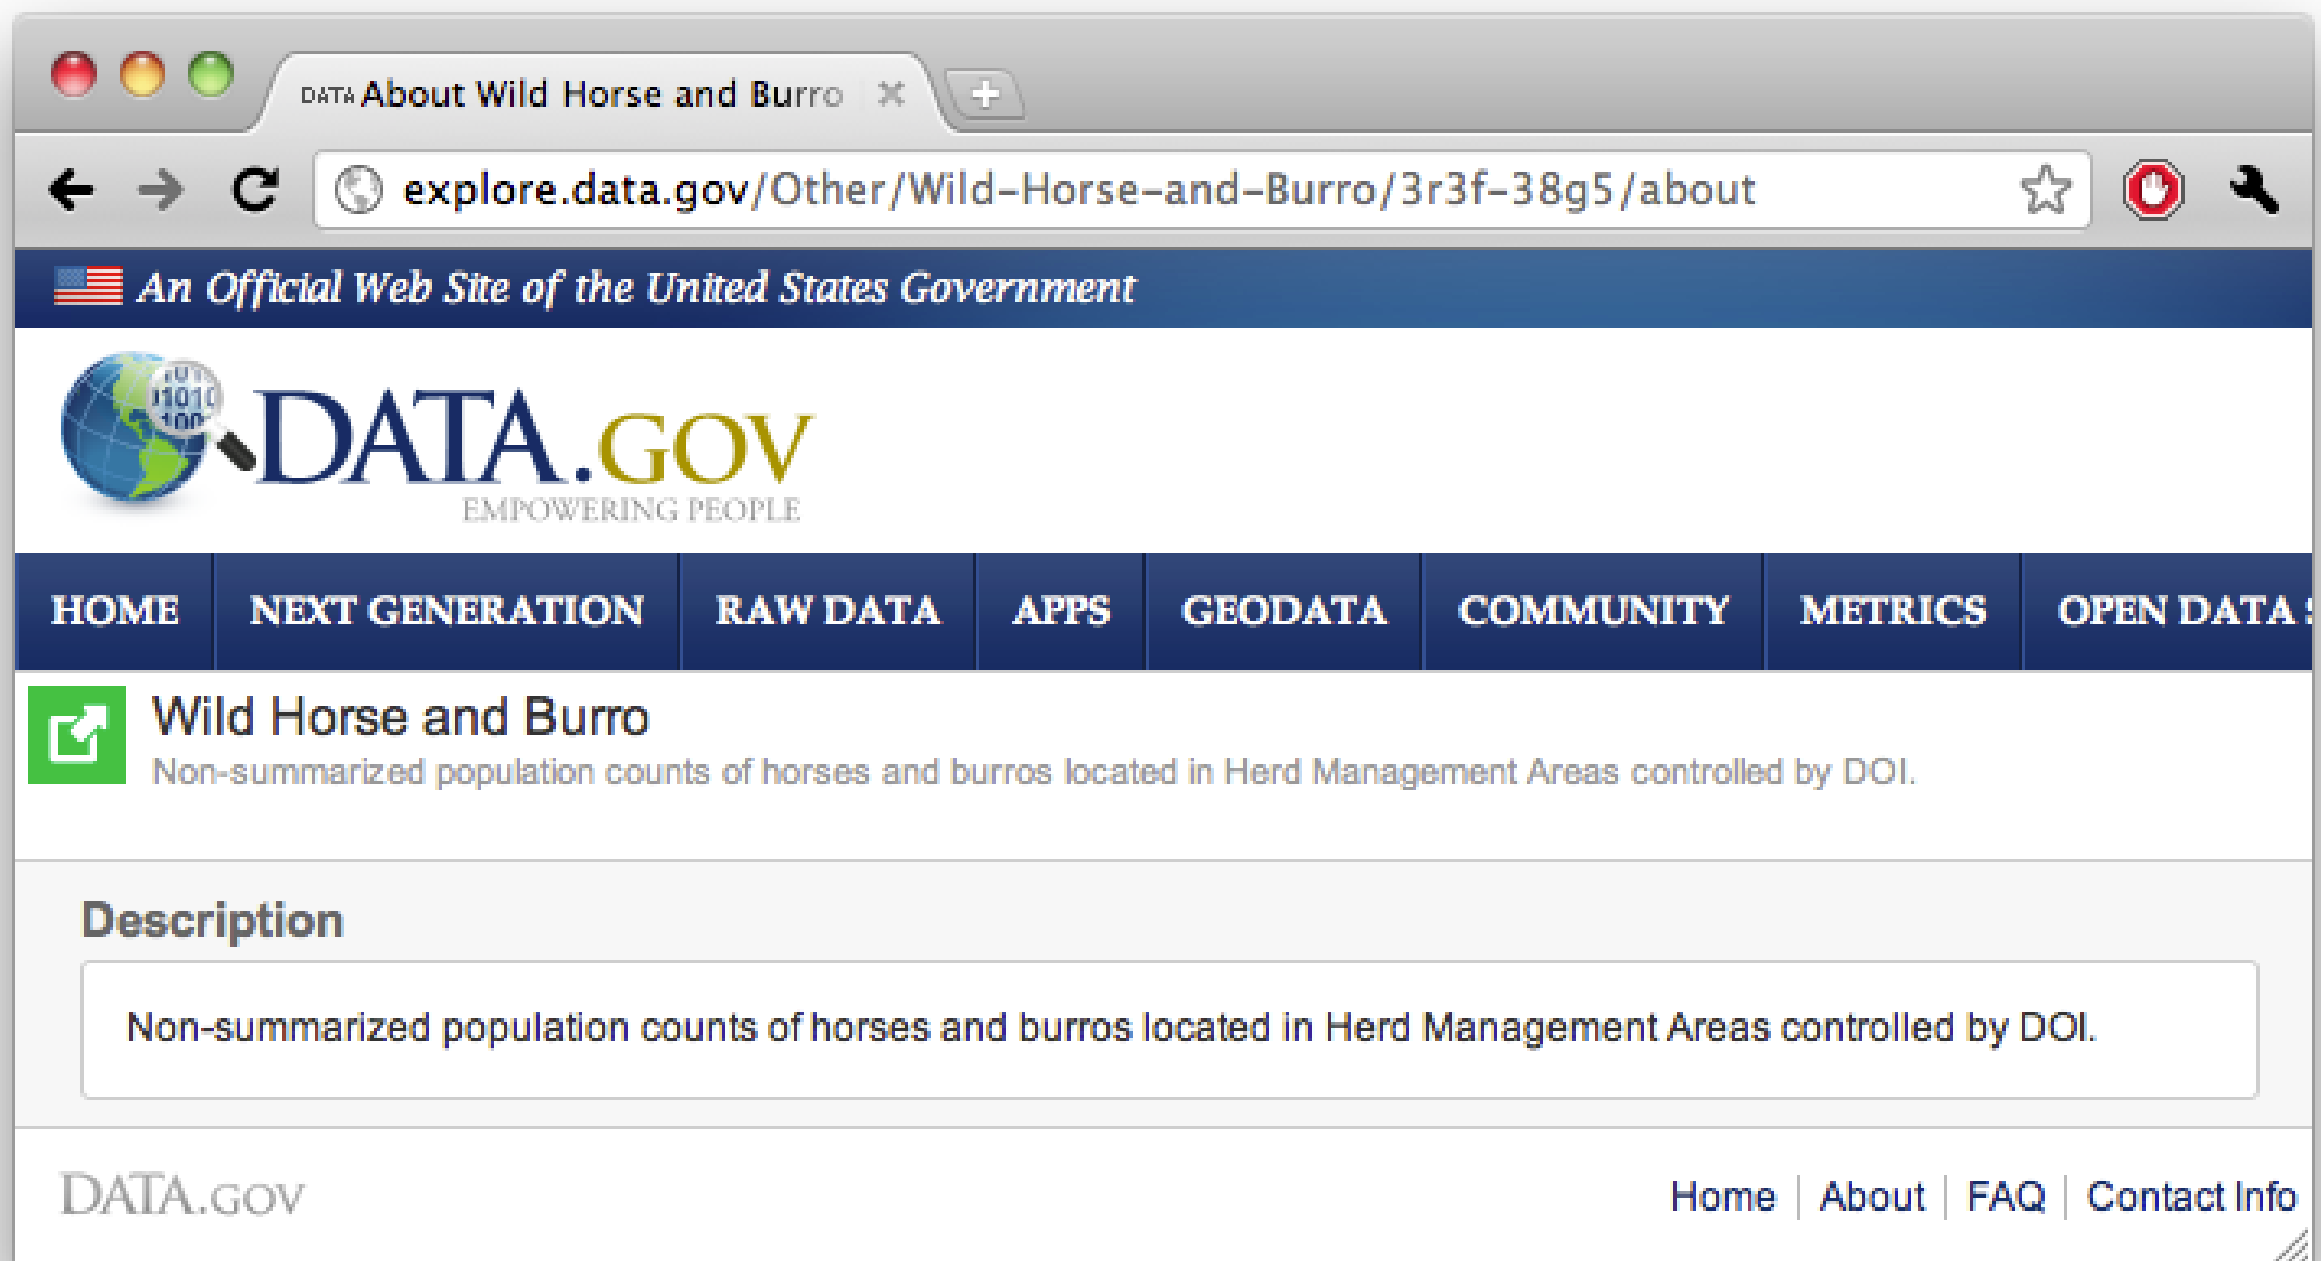 DATA About Wild Horse and Burro
explore.data.gov/Other/Wild-Horse-and-Burro/3r3f-38g5/about
An Official Web Site of the United States Government
DATA.GOV
EMPOWERING PEOPLE
HOME NEXT GENERATION RAW DATA APPS GEODATA COMMUNITY METRICS OPEN DATA
Wild Horse and Burro
Non-summarized population counts of horses and burros located in Herd Management Areas controlled by DOI.
Description
Non-summarized population counts of horses and burros located in Herd Management Areas controlled by DOI.
DATA.GOV Home About FAQ Contact Info